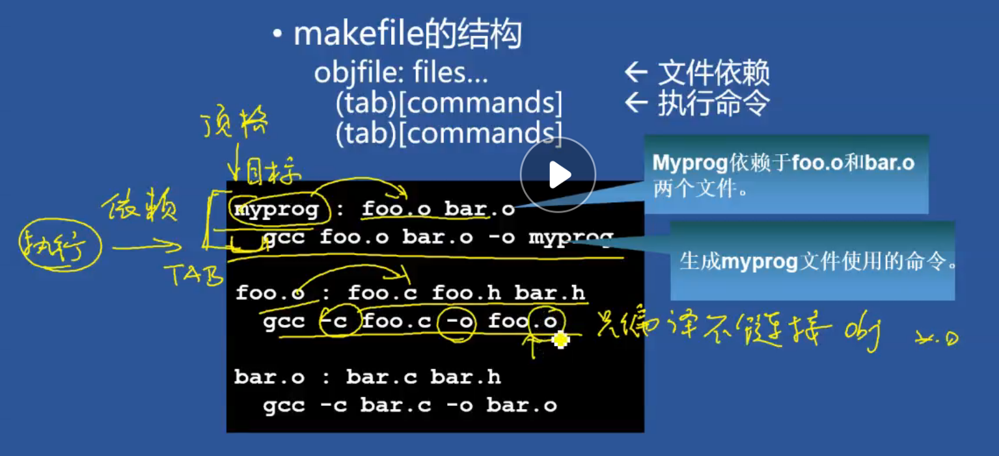 • makefile的结构
objfile: files...
← 文件依赖
(tab)[commands]
← 执行命令
(tab)[commands]
顶格
目标
依赖
执行
TAB
Myprog依赖于foo.o和bar.o
两个文件。
myprog : foo.o bar.o
gcc foo.o bar.o -o myprog
生成myprog文件使用的命令。
foo.o : foo.c foo.h bar.h
gcc -c foo.c -o foo.o
只编译不链接 obj
bar.o : bar.c bar.h
gcc -c bar.c -o bar.o